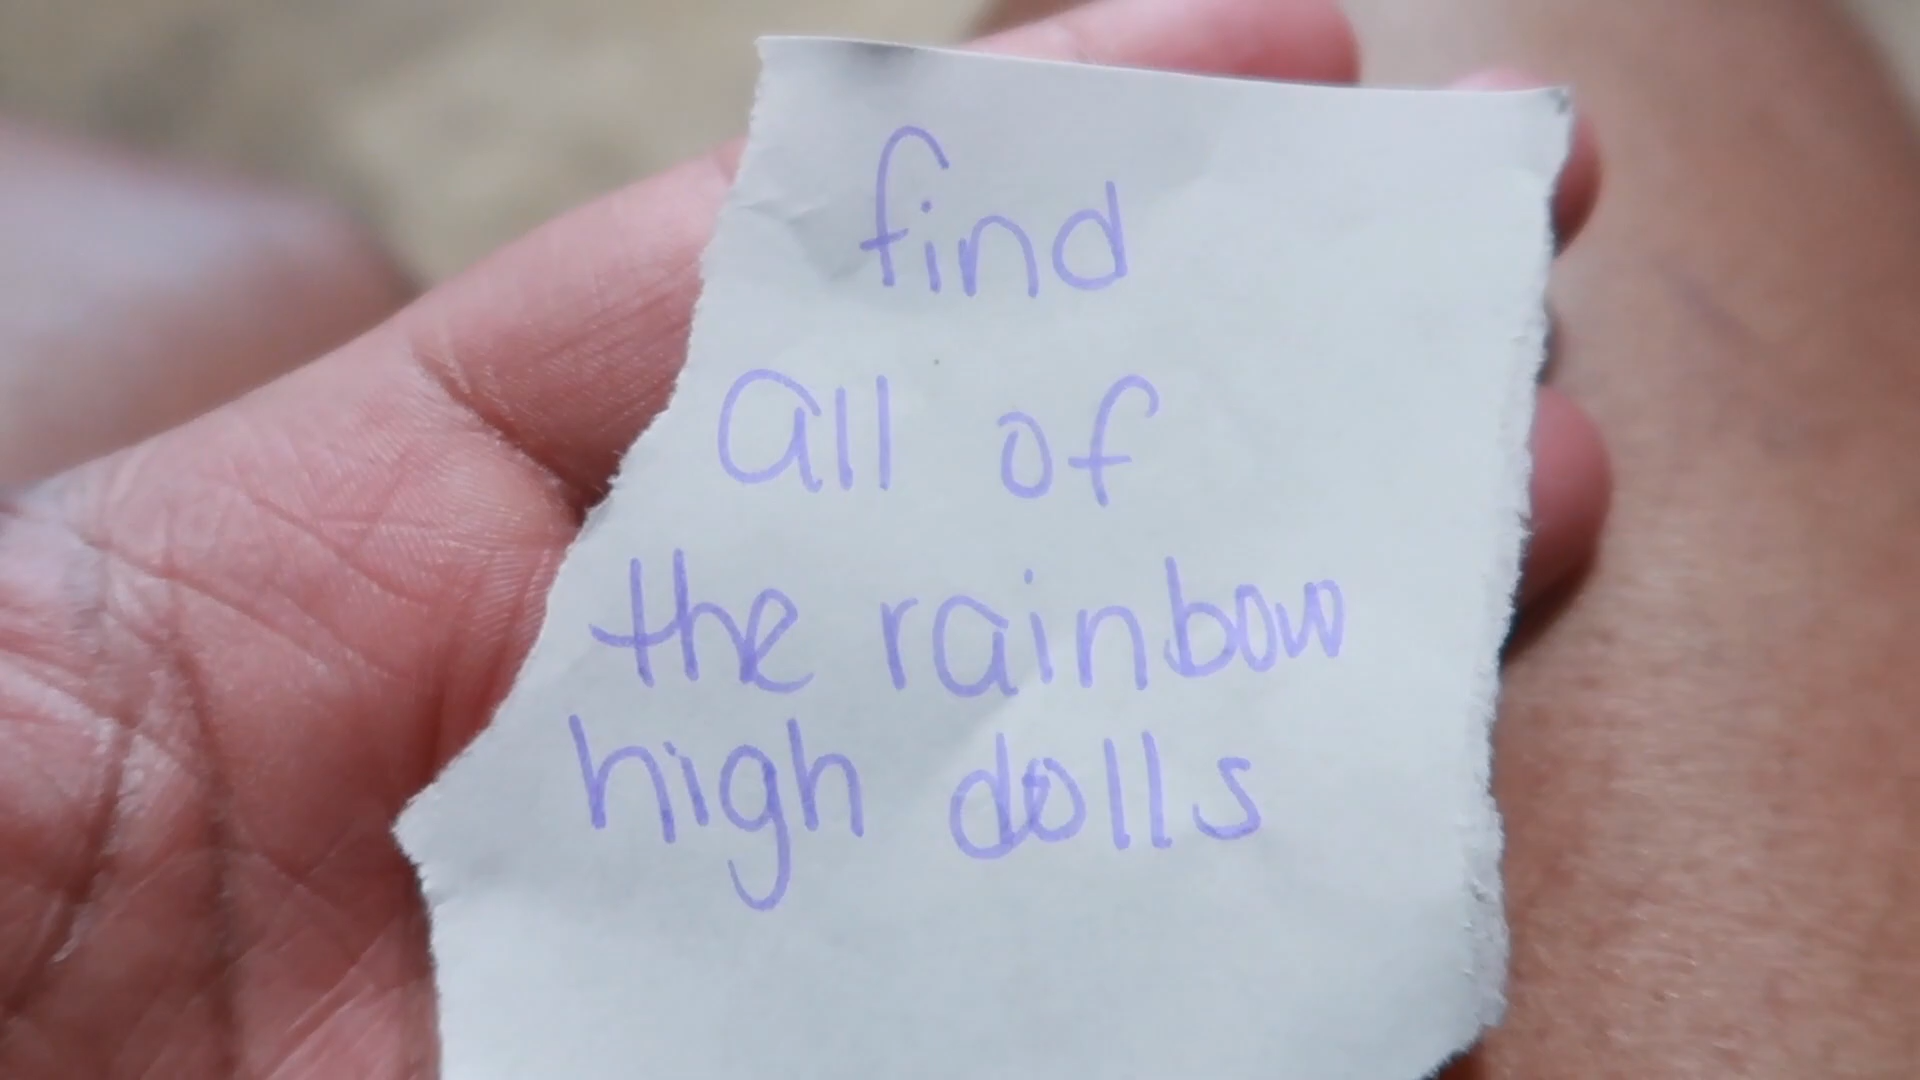 find
all of
the rainbow
high dolls